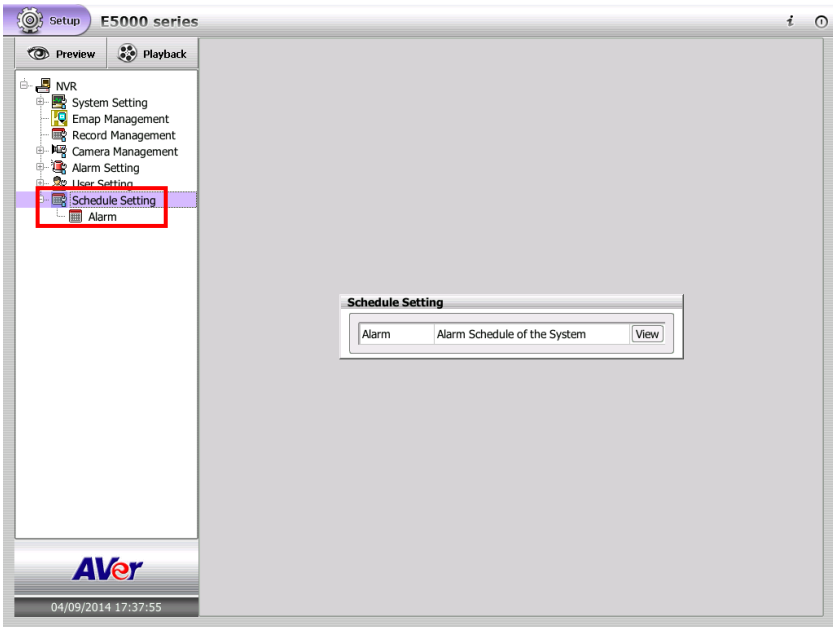 Setup E5000 series i
Preview Playback
NVR
System Setting
Emap Management
Record Management
Camera Management
Alarm Setting
User Setting
Schedule Setting
Alarm
Schedule Setting
Alarm Alarm Schedule of the System View
AVer
04/09/2014 17:37:55